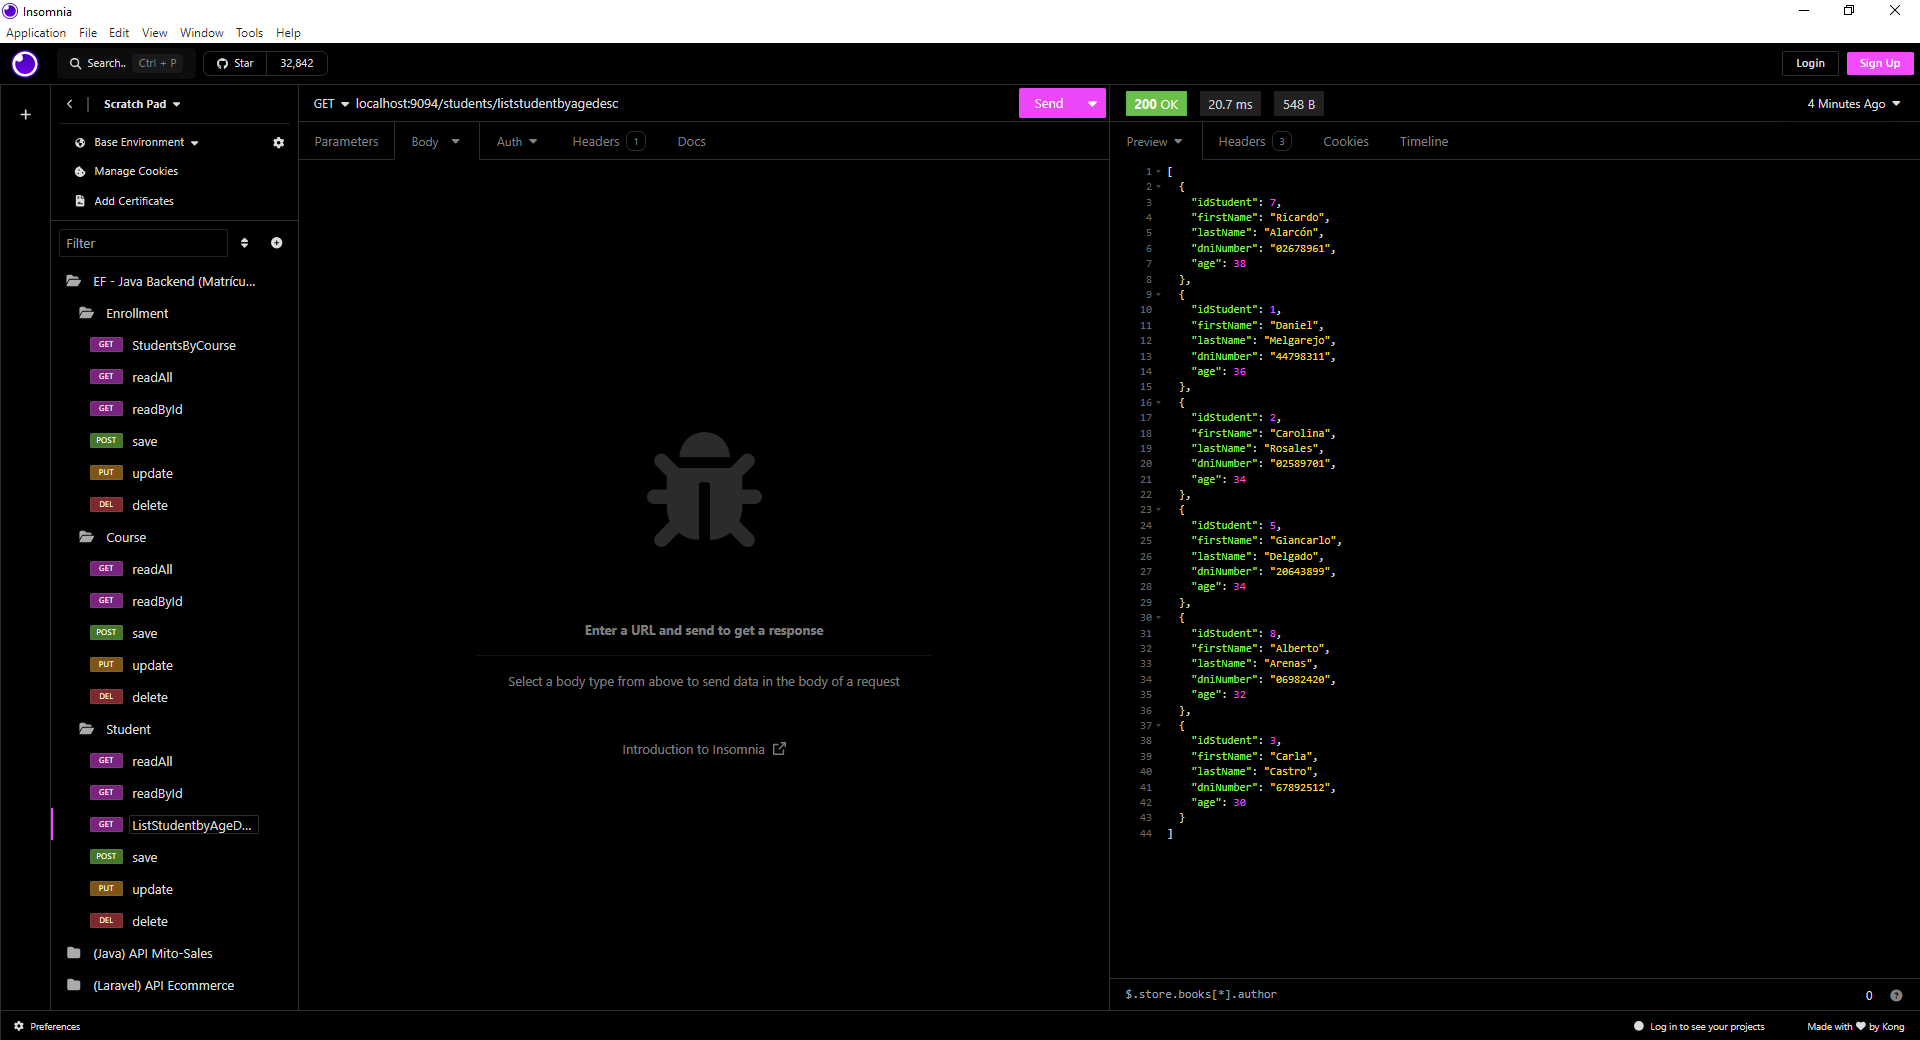 Insomnia
Application File Edit View Window Tools Help
Search.. Ctrl + P Star 32,842 Login Sign Up
Scratch Pad
Base Environment
Manage Cookies
Add Certificates
Filter
EF - Java Backend (Matrícu...
Enrollment
GET StudentsByCourse
GET readAll
GET readById
POST save
PUT update
DEL delete
Course
GET readAll
GET readById
POST save
PUT update
DEL delete
Student
GET readAll
GET readById
GET ListStudentbyAgeD...
POST save
PUT update
DEL delete
(Java) API Mito-Sales
(Laravel) API Ecommerce
Preferences
GET localhost:9094/students/liststudentbyagedesc Send
Parameters Body Auth Headers 1 Docs
Enter a URL and send to get a response
Select a body type from above to send data in the body of a request
Introduction to Insomnia
200 OK 20.7 ms 548 B 4 Minutes Ago
Preview Headers 3 Cookies Timeline
1 [
2 {
3 "idStudent": 7,
4 "firstName": "Ricardo",
5 "lastName": "Alarcón",
6 "dniNumber": "02678961",
7 "age": 38
8 },
9 {
10 "idStudent": 1,
11 "firstName": "Daniel",
12 "lastName": "Melgarejo",
13 "dniNumber": "44798311",
14 "age": 36
15 },
16 {
17 "idStudent": 2,
18 "firstName": "Carolina",
19 "lastName": "Rosales",
20 "dniNumber": "02589701",
21 "age": 34
22 },
23 {
24 "idStudent": 5,
25 "firstName": "Giancarlo",
26 "lastName": "Delgado",
27 "dniNumber": "20643899",
28 "age": 34
29 },
30 {
31 "idStudent": 8,
32 "firstName": "Alberto",
33 "lastName": "Arenas",
34 "dniNumber": "06982420",
35 "age": 32
36 },
37 {
38 "idStudent": 3,
39 "firstName": "Carla",
40 "lastName": "Castro",
41 "dniNumber": "67892512",
42 "age": 30
43 }
44 ]
$.store.books[*].author 0 ?
Log in to see your projects Made with ♥ by Kong